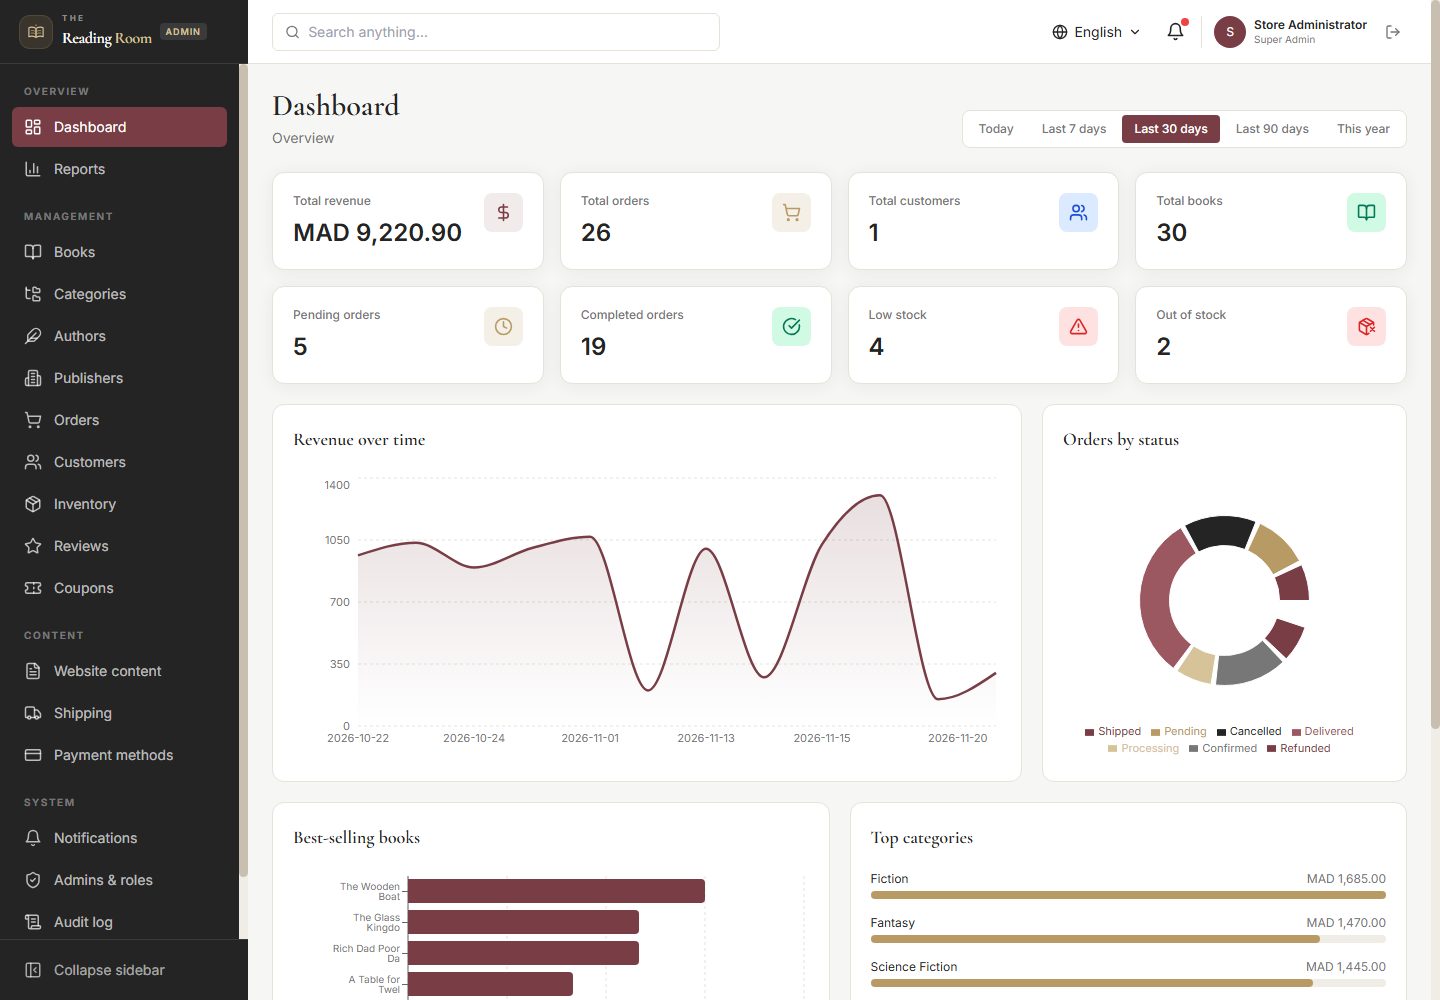 THE
Reading Room
ADMIN
Search anything...
English
S
Store Administrator
Super Admin
OVERVIEW
Dashboard
Reports
MANAGEMENT
Books
Categories
Authors
Publishers
Orders
Customers
Inventory
Reviews
Coupons
CONTENT
Website content
Shipping
Payment methods
SYSTEM
Notifications
Admins & roles
Audit log
Collapse sidebar
Dashboard
Overview
Today
Last 7 days
Last 30 days
Last 90 days
This year
Total revenue
MAD 9,220.90
Total orders
26
Total customers
1
Total books
30
Pending orders
5
Completed orders
19
Low stock
4
Out of stock
2
Revenue over time
1400
1050
700
350
0
2026-10-22
2026-10-24
2026-11-01
2026-11-13
2026-11-15
2026-11-20
Orders by status
Shipped
Pending
Cancelled
Delivered
Processing
Confirmed
Refunded
Best-selling books
The Wooden
Boat
The Glass
Kingdo
Rich Dad Poor
Da
A Table for
Twel
Top categories
Fiction
MAD 1,685.00
Fantasy
MAD 1,470.00
Science Fiction
MAD 1,445.00